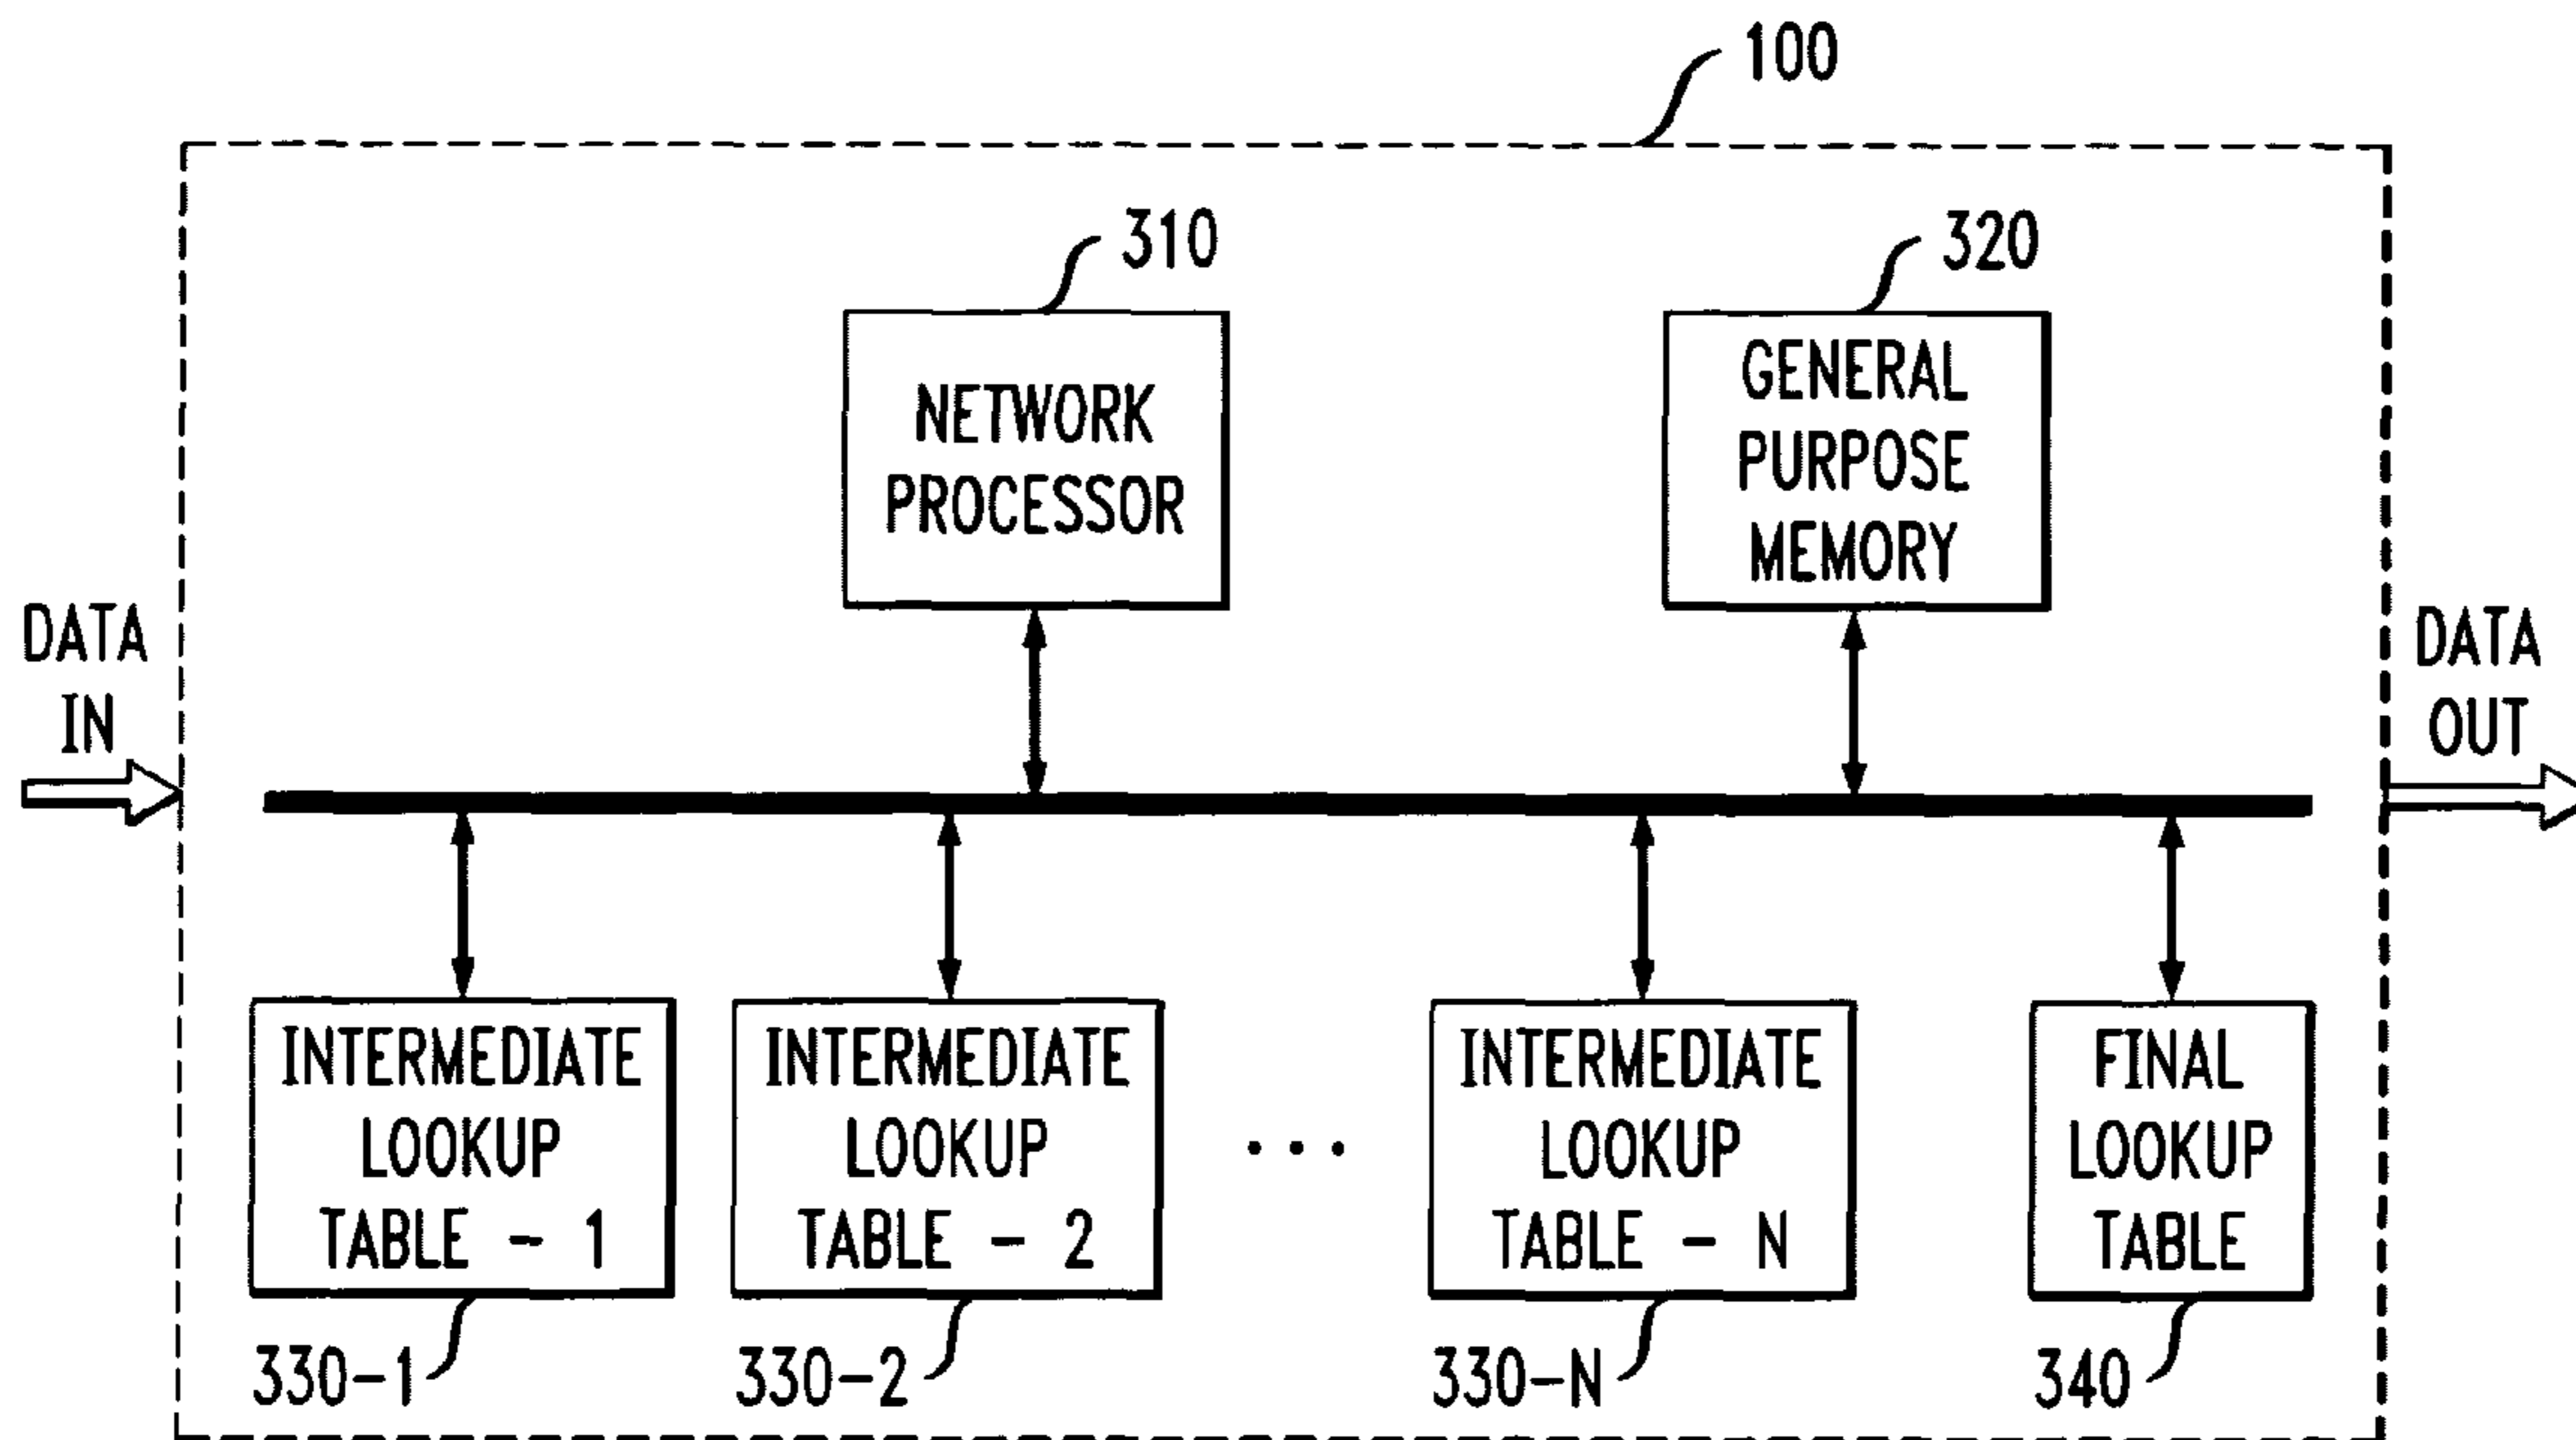 100
310
320
NETWORK
PROCESSOR
GENERAL
PURPOSE
MEMORY
DATA
IN
DATA
OUT
INTERMEDIATE
LOOKUP
TABLE - 1
INTERMEDIATE
LOOKUP
TABLE - 2
. . .
INTERMEDIATE
LOOKUP
TABLE - N
FINAL
LOOKUP
TABLE
330-1
330-2
330-N
340